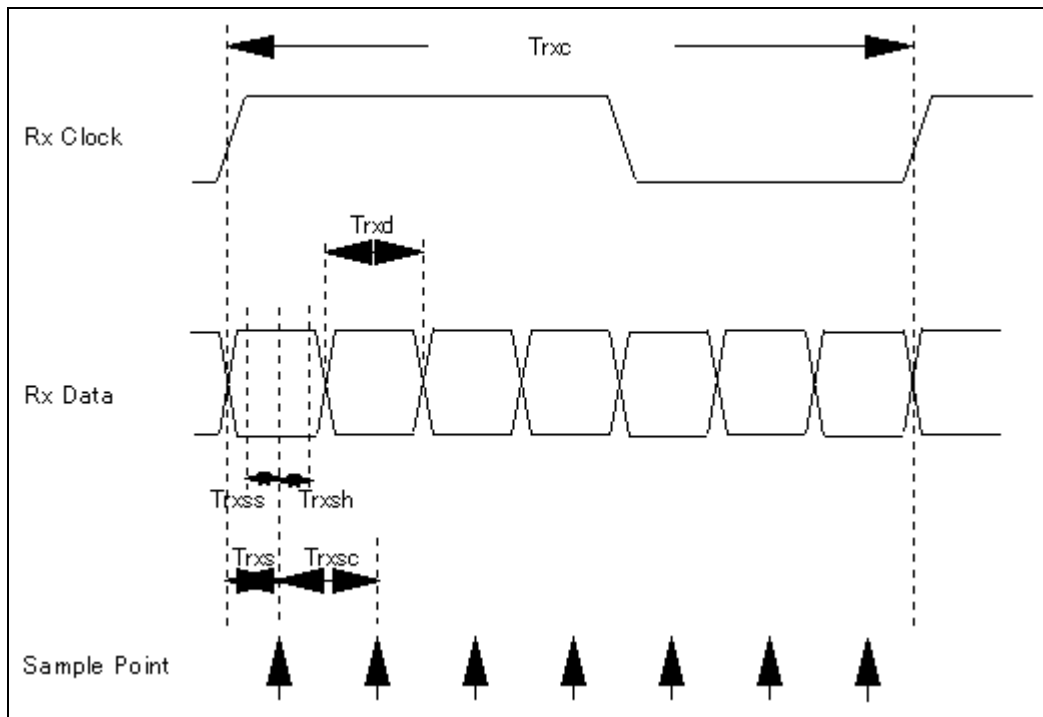 Trxc
Rx Clock
Trxd
Rx Data
Trxss Trxsh
Trxs Trxsc
Sample Point